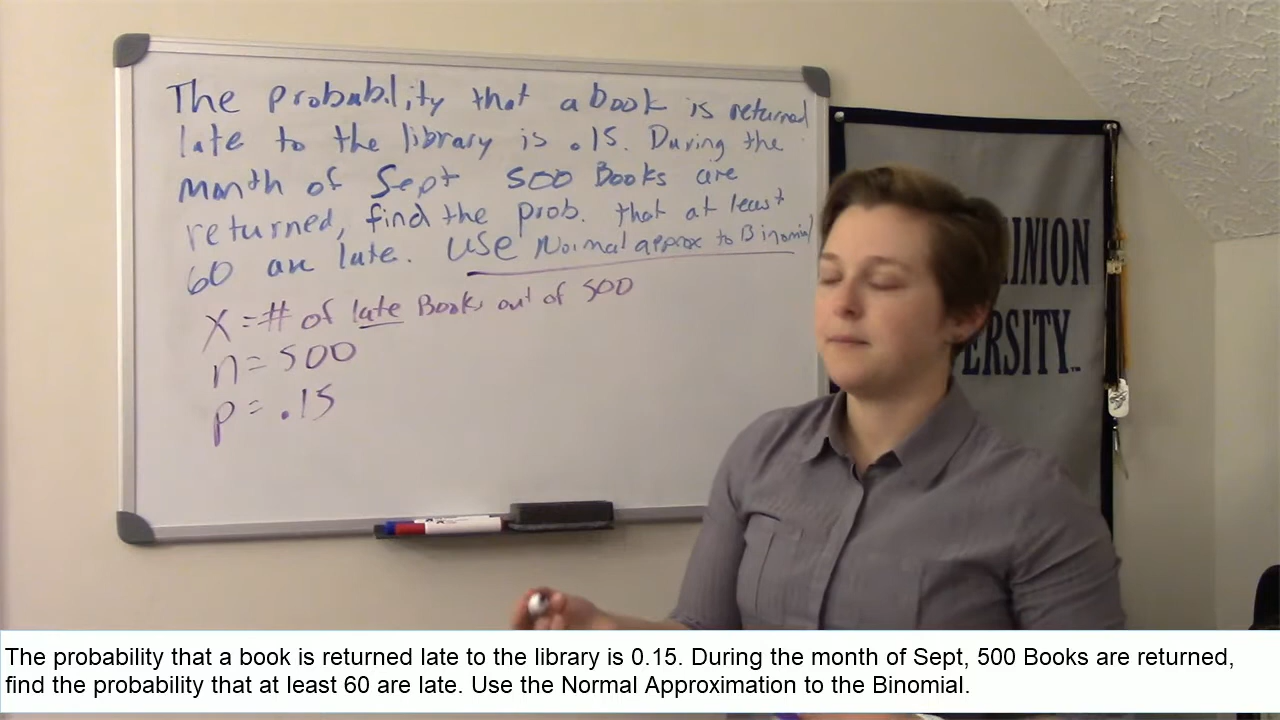 The probability that a book is returned
late to the library is .15. During the
month of Sept 500 Books are
returned, find the prob. that at least
60 are late. Use Normal approx to Binomial
X = # of late Books out of 500
n = 500
p = .15
INION
ERSITY™
The probability that a book is returned late to the library is 0.15. During the month of Sept, 500 Books are returned,
find the probability that at least 60 are late. Use the Normal Approximation to the Binomial.